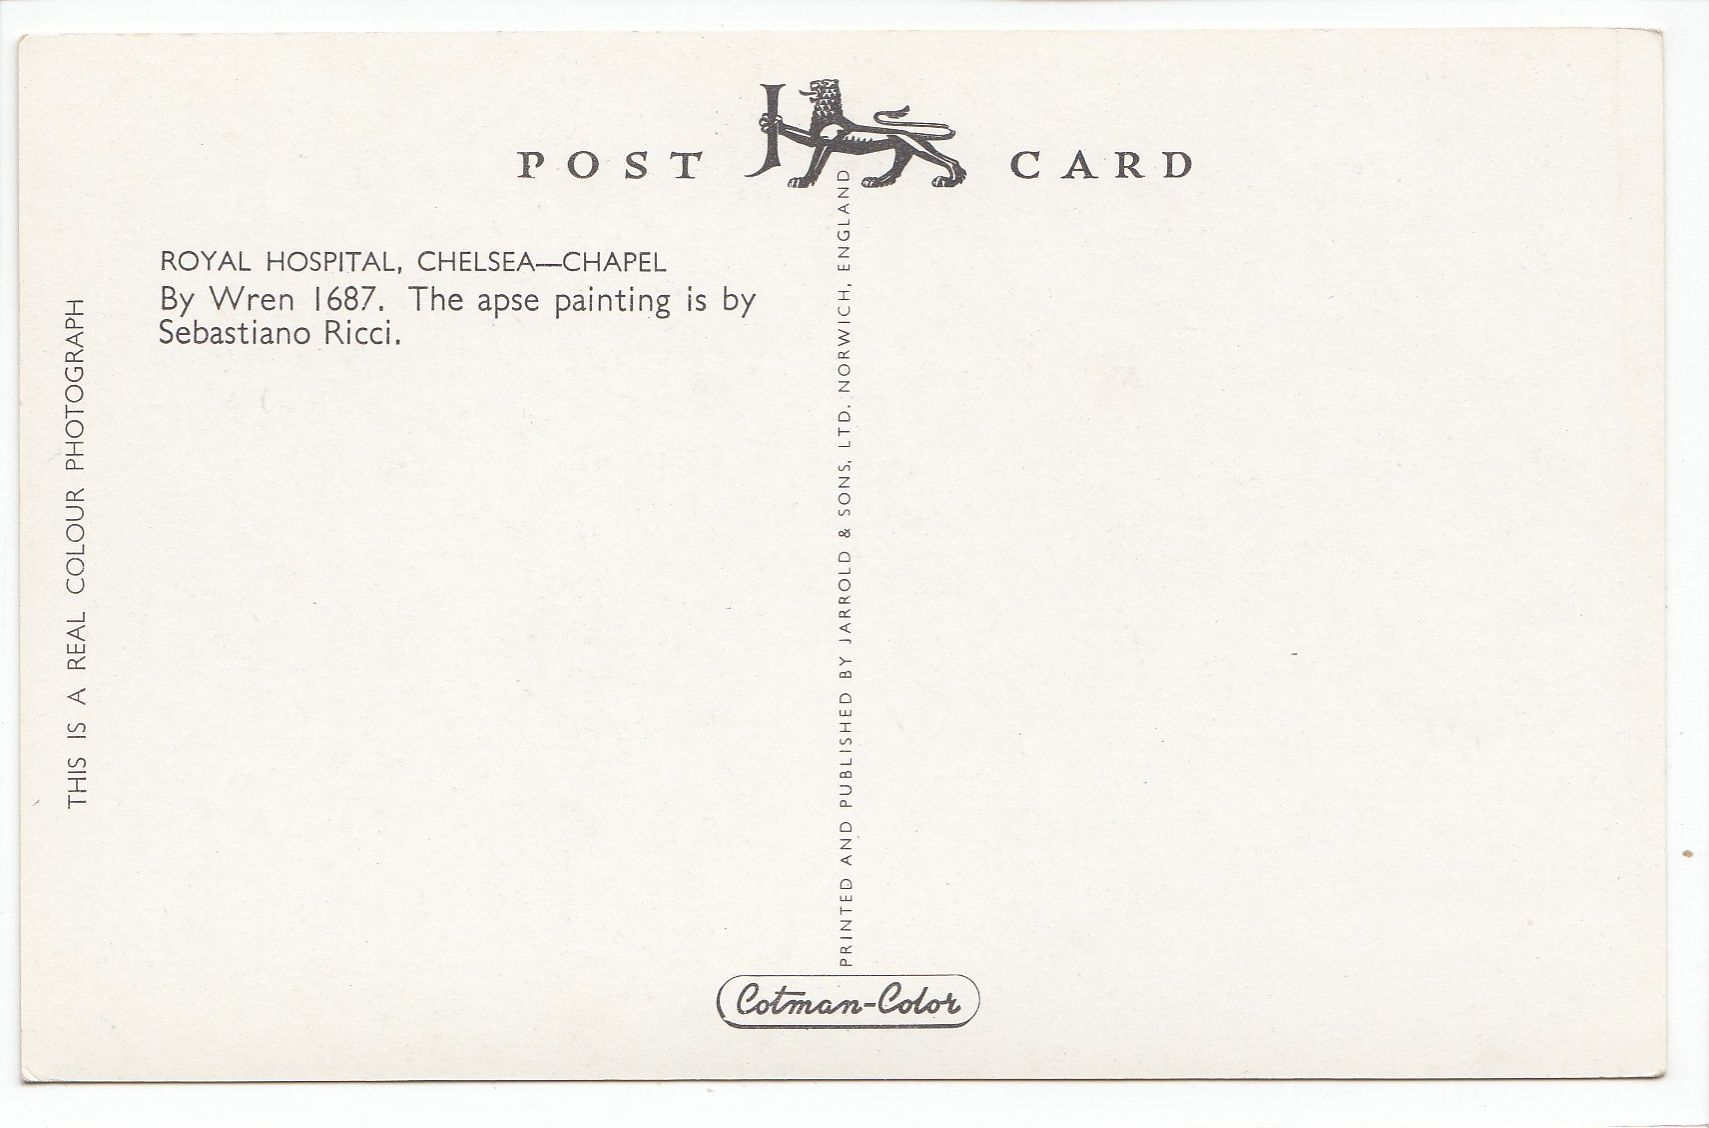 POST CARD
ROYAL HOSPITAL, CHELSEA—CHAPEL
By Wren 1687. The apse painting is by
Sebastiano Ricci.
THIS IS A REAL COLOUR PHOTOGRAPH
PRINTED AND PUBLISHED BY JARROLD & SONS, LTD. NORWICH, ENGLAND
Cotman-Color